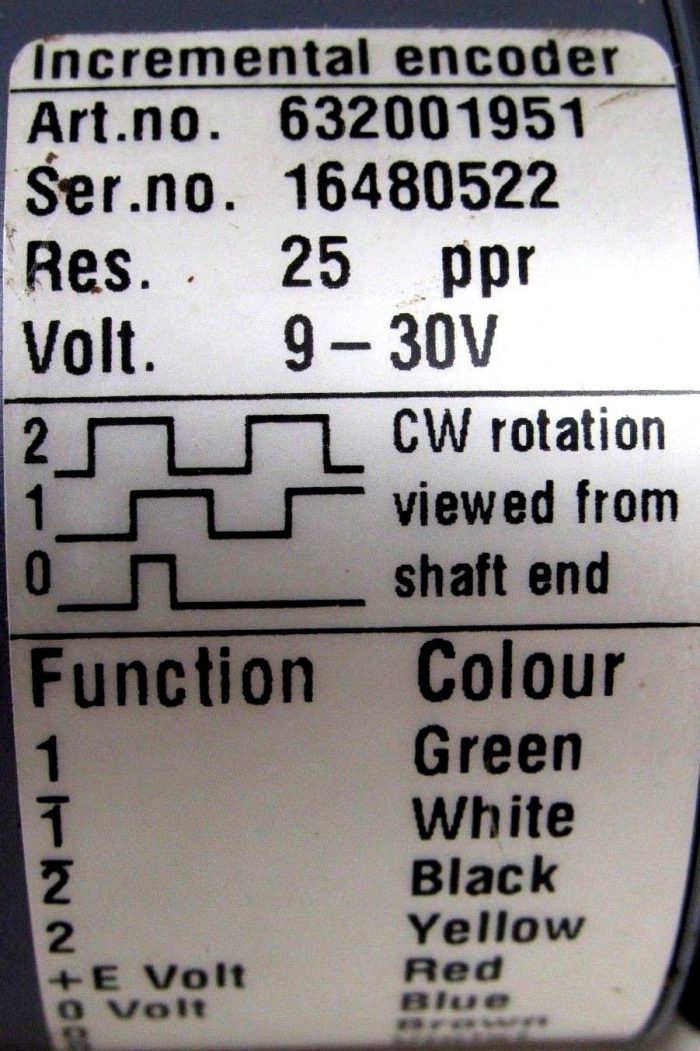 Incremental encoder
Art.no. 632001951
Ser.no. 16480522
Res. 25 ppr
Volt. 9–30V
2 CW rotation
1 viewed from
0 shaft end
Function Colour
1 Green
1̅ White
2̅ Black
2 Yellow
+E Volt Red
0 Volt Blue
Brown